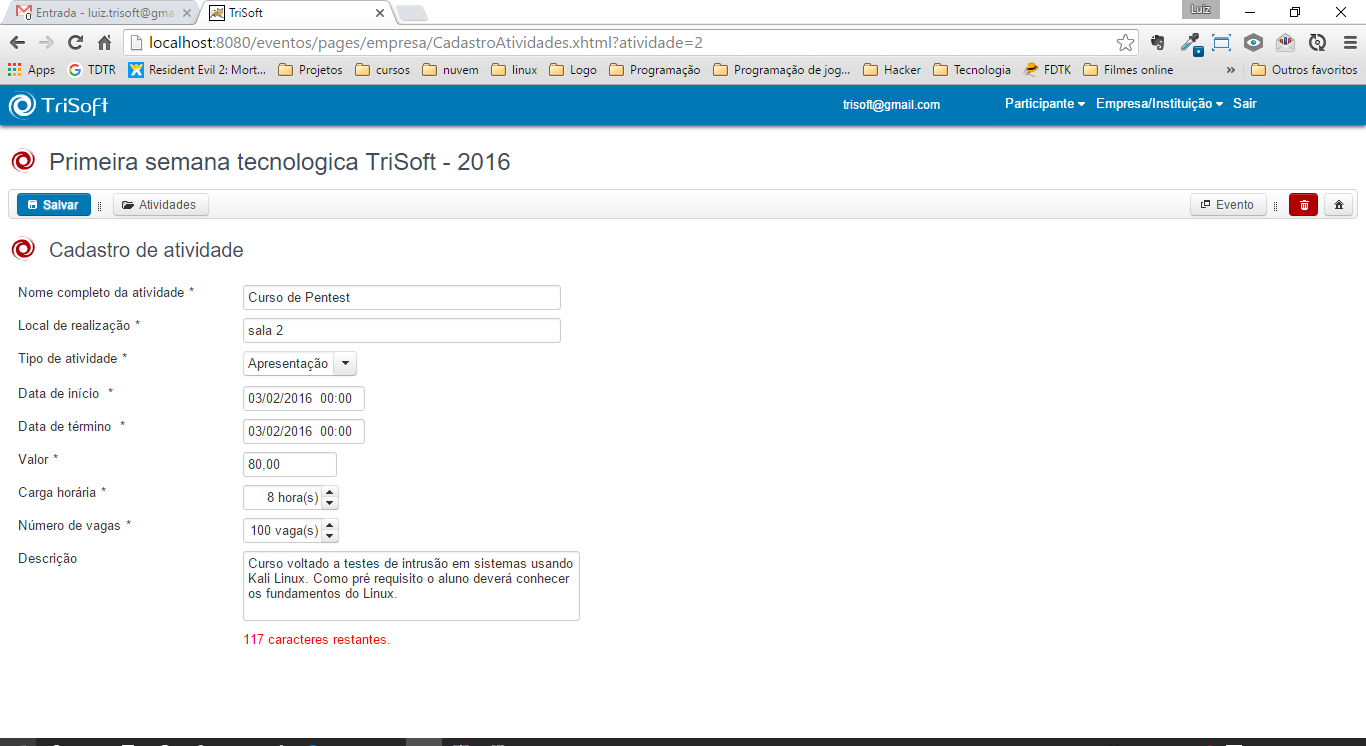 Entrada - luiz.trisoft@gma
TriSoft
Luiz
localhost:8080/eventos/pages/empresa/CadastroAtividades.xhtml?atividade=2
Apps TDTR Resident Evil 2: Mort... Projetos cursos nuvem linux Logo Programação Programação de jog... Hacker Tecnologia FDTK Filmes online » Outros favoritos
TriSoft trisoft@gmail.com Participante Empresa/Instituição Sair
Primeira semana tecnologica TriSoft - 2016
Salvar Atividades Evento
Cadastro de atividade
Nome completo da atividade * Curso de Pentest
Local de realização * sala 2
Tipo de atividade * Apresentação
Data de início * 03/02/2016 00:00
Data de término * 03/02/2016 00:00
Valor * 80,00
Carga horária * 8 hora(s)
Número de vagas * 100 vaga(s)
Descrição
Curso voltado a testes de intrusão em sistemas usando
Kali Linux. Como pré requisito o aluno deverá conhecer
os fundamentos do Linux.
117 caracteres restantes.